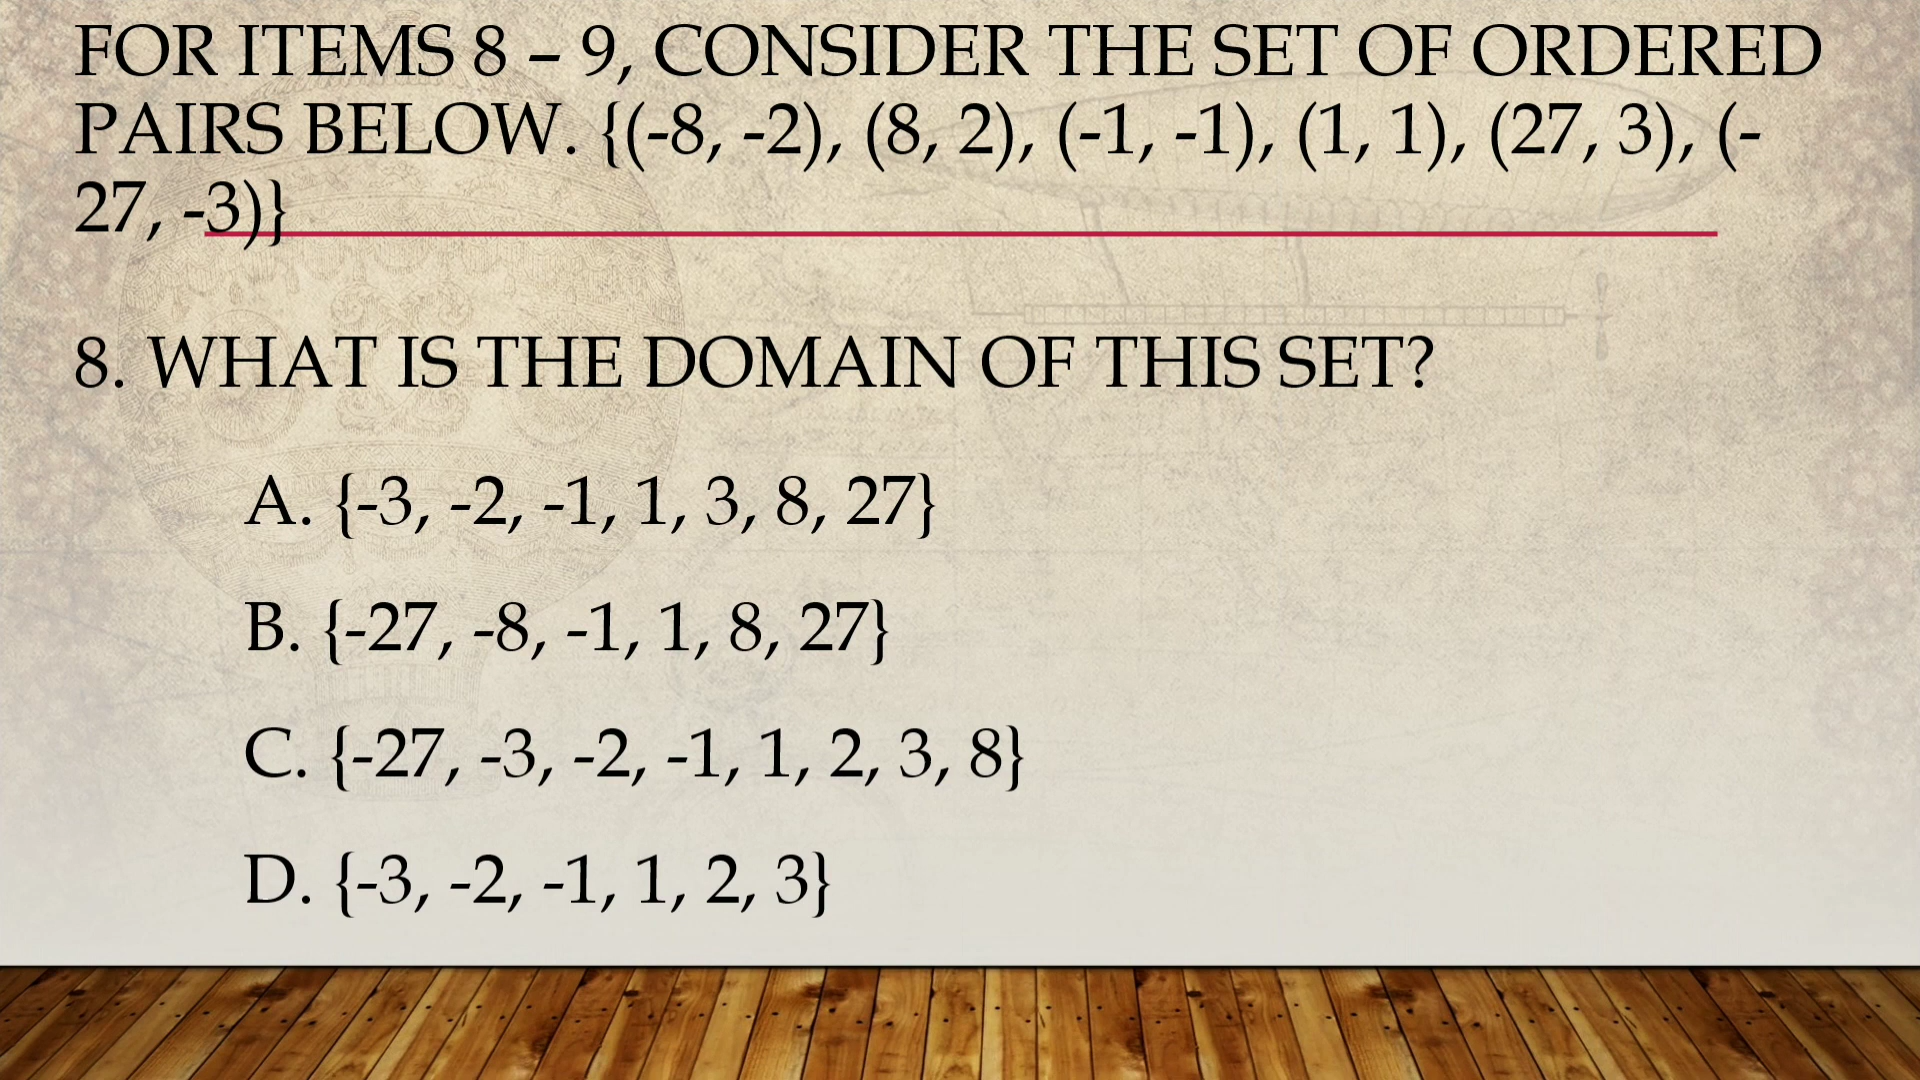 FOR ITEMS 8 – 9, CONSIDER THE SET OF ORDERED
PAIRS BELOW. {(-8, -2), (8, 2), (-1, -1), (1, 1), (27, 3), (-
27, -3)}
8. WHAT IS THE DOMAIN OF THIS SET?
A. {-3, -2, -1, 1, 3, 8, 27}
B. {-27, -8, -1, 1, 8, 27}
C. {-27, -3, -2, -1, 1, 2, 3, 8}
D. {-3, -2, -1, 1, 2, 3}